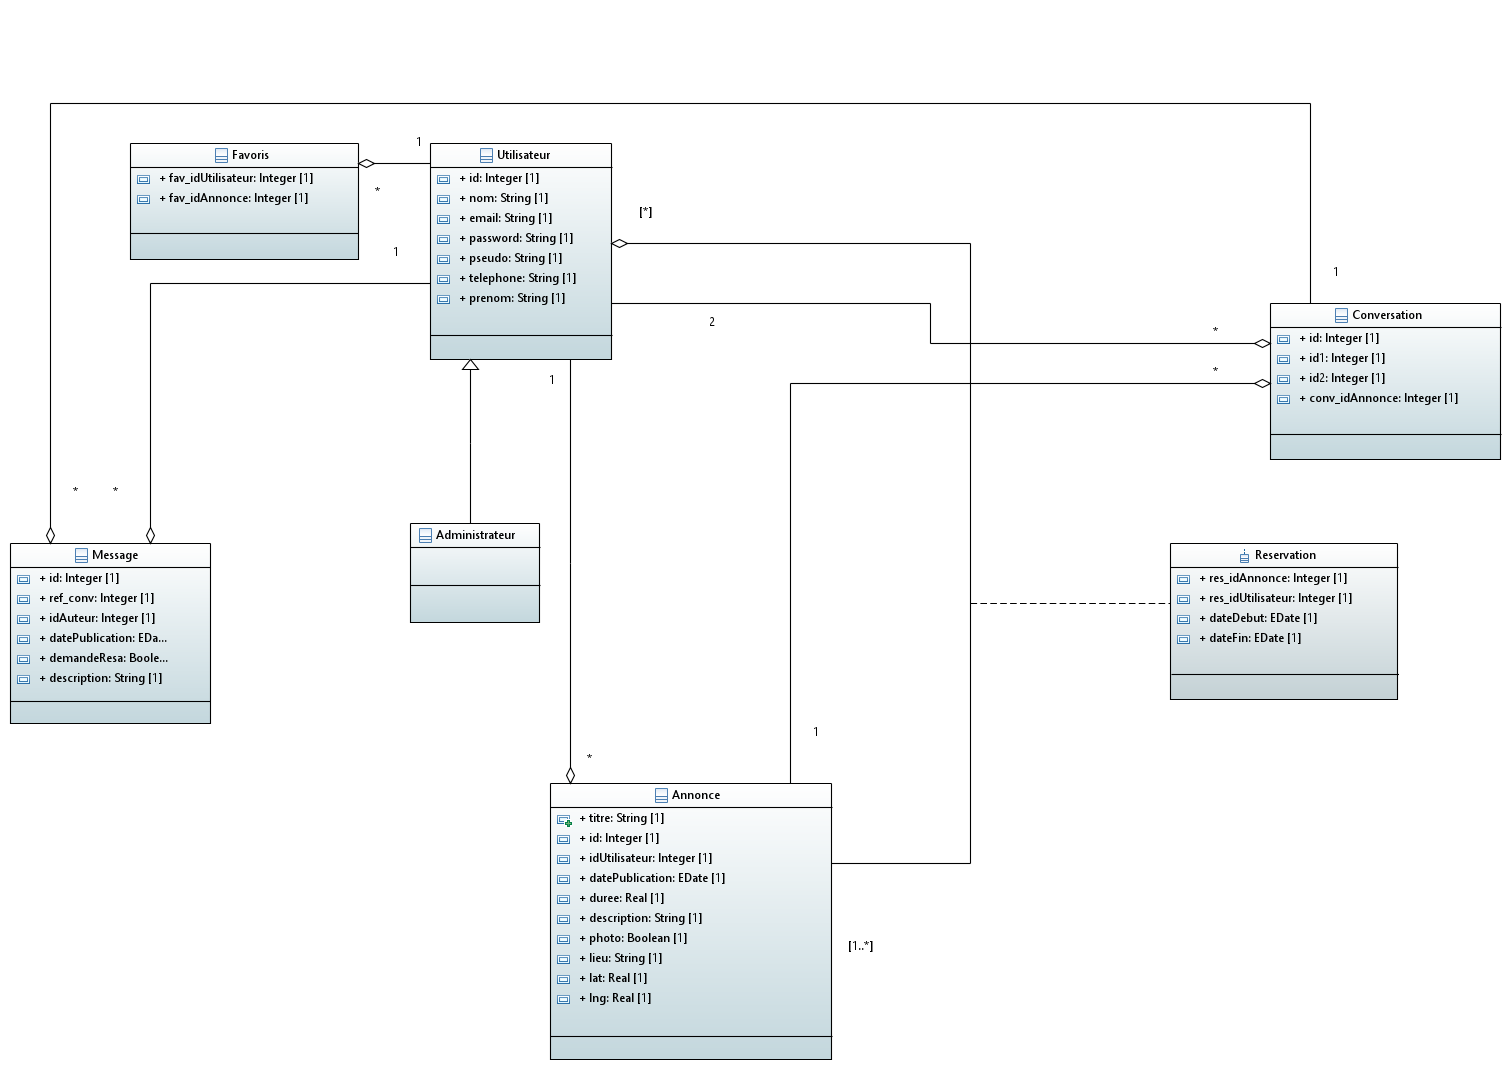 Favoris
+ fav_idUtilisateur: Integer [1]
+ fav_idAnnonce: Integer [1]
1
*
Utilisateur
+ id: Integer [1]
+ nom: String [1]
+ email: String [1]
+ password: String [1]
+ pseudo: String [1]
+ telephone: String [1]
+ prenom: String [1]
[*]
1
2
1
1
*
*
Conversation
+ id: Integer [1]
+ id1: Integer [1]
+ id2: Integer [1]
+ conv_idAnnonce: Integer [1]
*
*
Message
+ id: Integer [1]
+ ref_conv: Integer [1]
+ idAuteur: Integer [1]
+ datePublication: EDa...
+ demandeResa: Boole...
+ description: String [1]
Administrateur
Reservation
+ res_idAnnonce: Integer [1]
+ res_idUtilisateur: Integer [1]
+ dateDebut: EDate [1]
+ dateFin: EDate [1]
*
1
Annonce
+ titre: String [1]
+ id: Integer [1]
+ idUtilisateur: Integer [1]
+ datePublication: EDate [1]
+ duree: Real [1]
+ description: String [1]
+ photo: Boolean [1]
+ lieu: String [1]
+ lat: Real [1]
+ lng: Real [1]
[1..*]